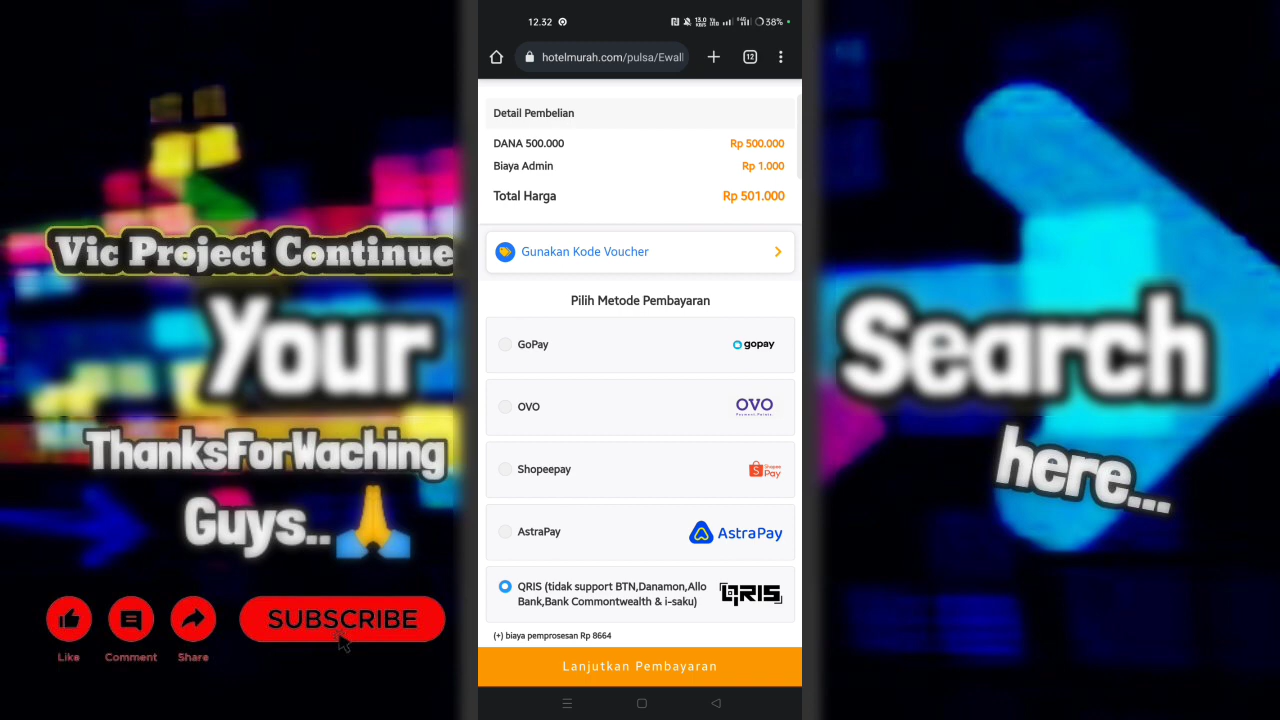 12.32
38%
hotelmurah.com/pulsa/Ewall
12
Detail Pembelian
DANA 500.000 Rp 500.000
Biaya Admin Rp 1.000
Total Harga Rp 501.000
Gunakan Kode Voucher
Pilih Metode Pembayaran
GoPay gopay
OVO OVO
Shopeepay Shopee Pay
AstraPay AstraPay
QRIS (tidak support BTN,Danamon,Allo
Bank,Bank Commontwealth & i-saku) QRIS
(+) biaya pemprosesan Rp 8664
Lanjutkan Pembayaran
Vic Project Continue
Your
ThanksForWaching
Guys..🙏
Like Comment Share
SUBSCRIBE
Search
here...